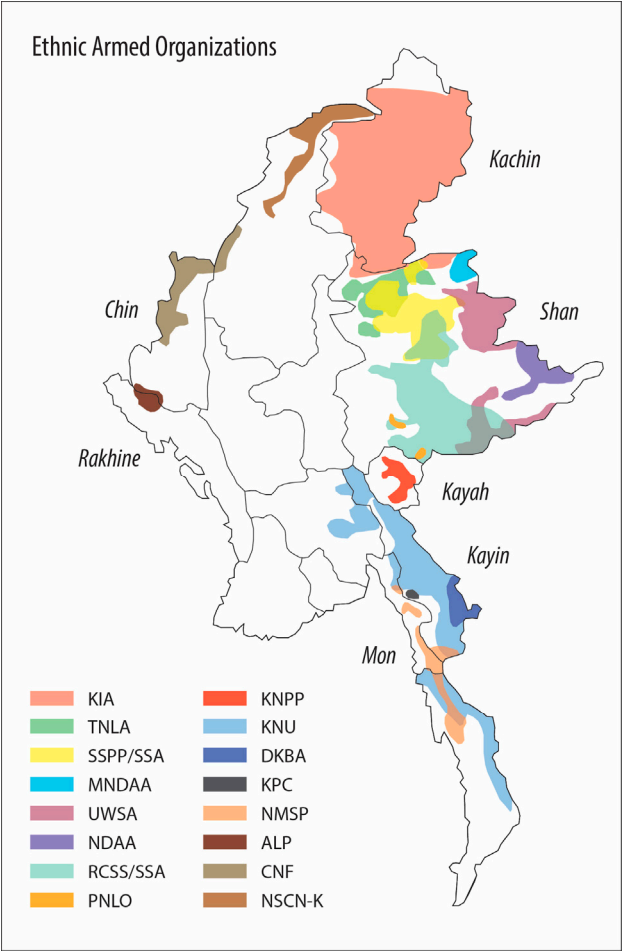 Ethnic Armed Organizations
Kachin
Chin
Shan
Rakhine
Kayah
Kayin
Mon
KIA
TNLA
SSPP/SSA
MNDAA
UWSA
NDAA
RCSS/SSA
PNLO
KNPP
KNU
DKBA
KPC
NMSP
ALP
CNF
NSCN-K